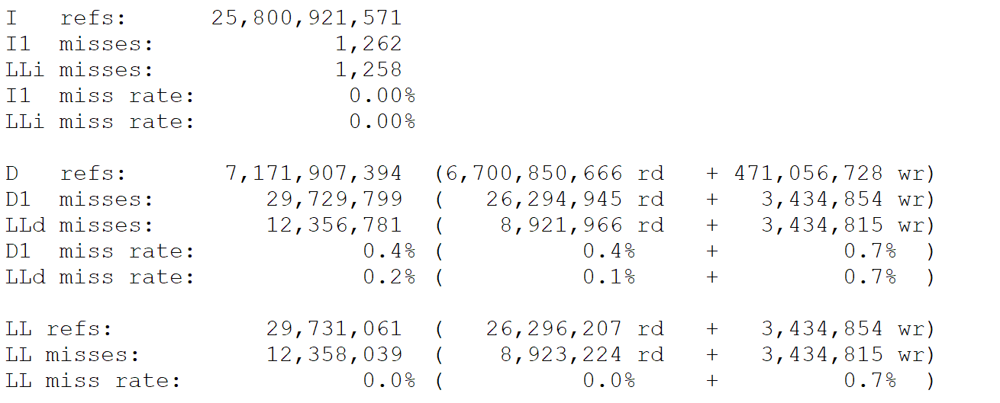 I   refs:      25,800,921,571
I1  misses:             1,262
LLi misses:             1,258
I1  miss rate:           0.00%
LLi miss rate:           0.00%

D   refs:       7,171,907,394  (6,700,850,666 rd   + 471,056,728 wr)
D1  misses:        29,729,799  (   26,294,945 rd   +   3,434,854 wr)
LLd misses:        12,356,781  (    8,921,966 rd   +   3,434,815 wr)
D1  miss rate:            0.4% (          0.4%     +         0.7%  )
LLd miss rate:            0.2% (          0.1%     +         0.7%  )

LL refs:           29,731,061  (   26,296,207 rd   +   3,434,854 wr)
LL misses:         12,358,039  (    8,923,224 rd   +   3,434,815 wr)
LL miss rate:             0.0% (          0.0%     +         0.7%  )